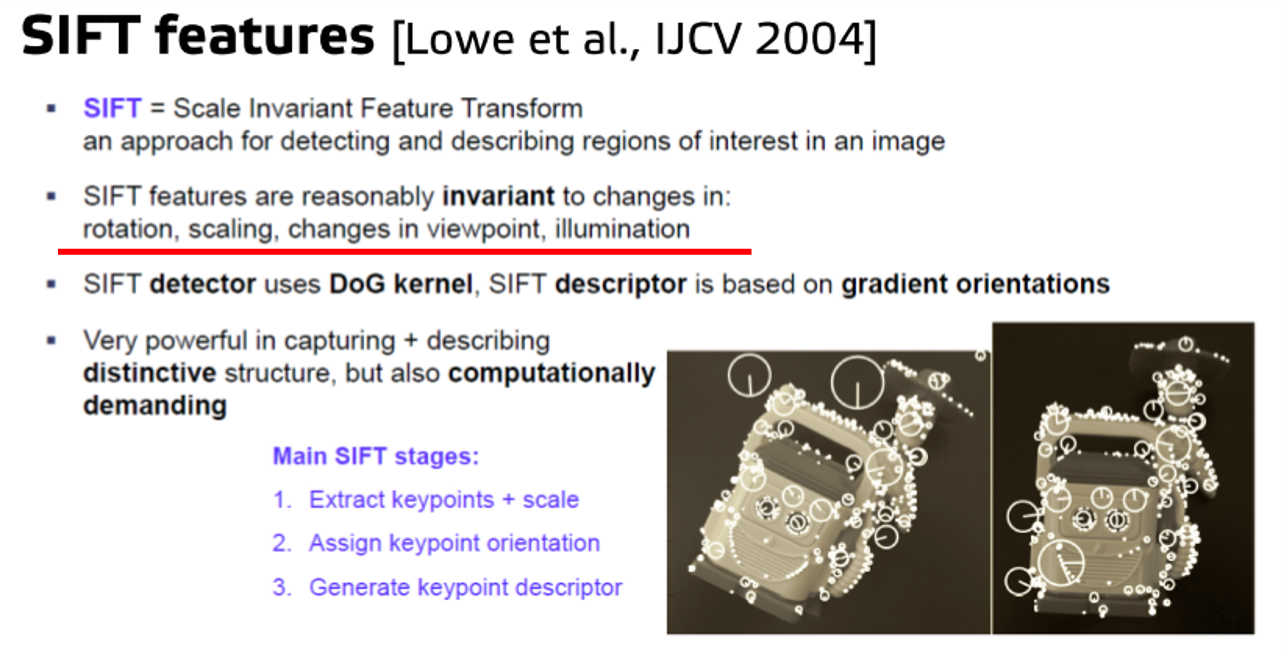 SIFT features [Lowe et al., IJCV 2004]
▪ SIFT = Scale Invariant Feature Transform
an approach for detecting and describing regions of interest in an image
▪ SIFT features are reasonably invariant to changes in:
rotation, scaling, changes in viewpoint, illumination
▪ SIFT detector uses DoG kernel, SIFT descriptor is based on gradient orientations
▪ Very powerful in capturing + describing
distinctive structure, but also computationally
demanding
Main SIFT stages:
1. Extract keypoints + scale
2. Assign keypoint orientation
3. Generate keypoint descriptor